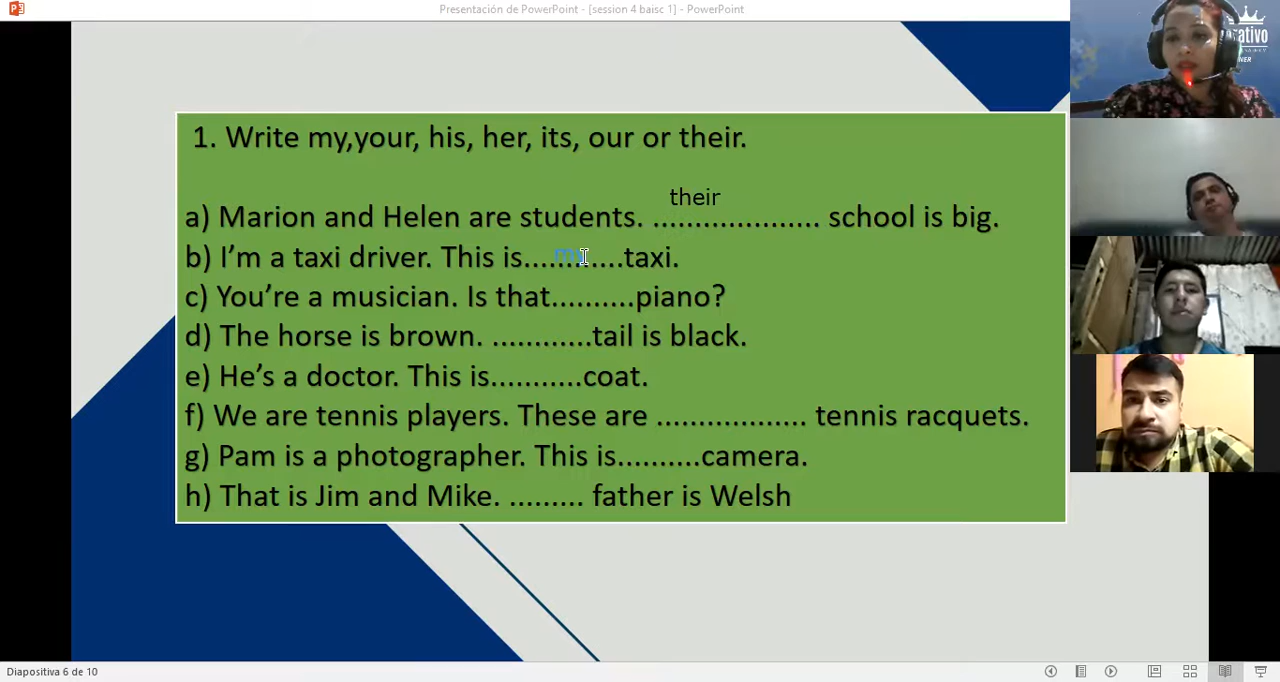 Presentación de PowerPoint - [session 4 baisc 1] - PowerPoint
1. Write my,your, his, her, its, our or their.
their
a) Marion and Helen are students. .................... school is big.
b) I'm a taxi driver. This is............taxi.
my
c) You're a musician. Is that..........piano?
d) The horse is brown. ............tail is black.
e) He's a doctor. This is...........coat.
f) We are tennis players. These are .................. tennis racquets.
g) Pam is a photographer. This is..........camera.
h) That is Jim and Mike. ......... father is Welsh
Diapositiva 6 de 10